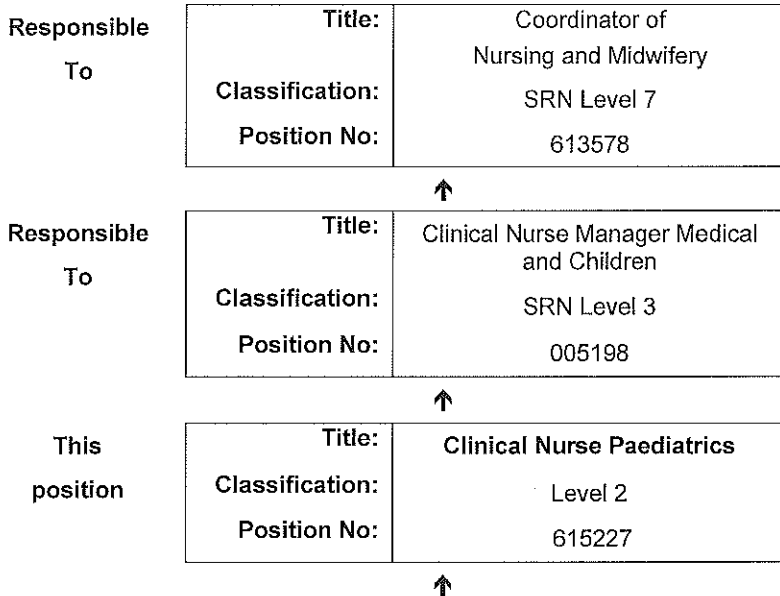 Responsible
To
Title: Coordinator of
Nursing and Midwifery
Classification: SRN Level 7
Position No: 613578
Responsible
To
Title: Clinical Nurse Manager Medical
and Children
Classification: SRN Level 3
Position No: 005198
This
position
Title: Clinical Nurse Paediatrics
Classification: Level 2
Position No: 615227